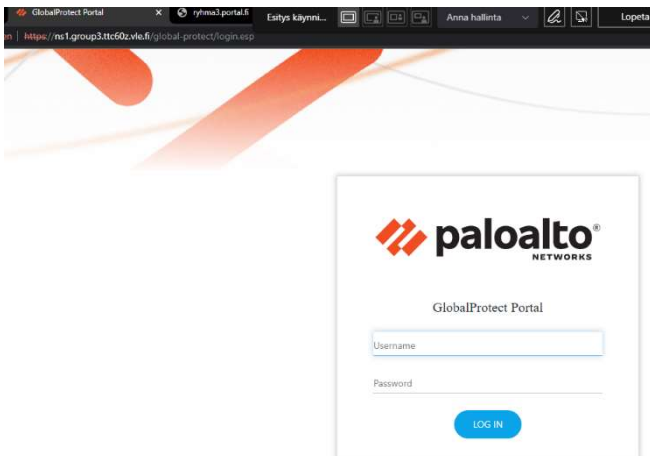 GlobalProtect Portal
ryhma3.portal.fi
Esitys käynni...
Anna hallinta
Lopeta
https://ns1.group3.ttc60z.vle.fi/global-protect/login.esp
paloalto®
NETWORKS
GlobalProtect Portal
Username
Password
LOG IN